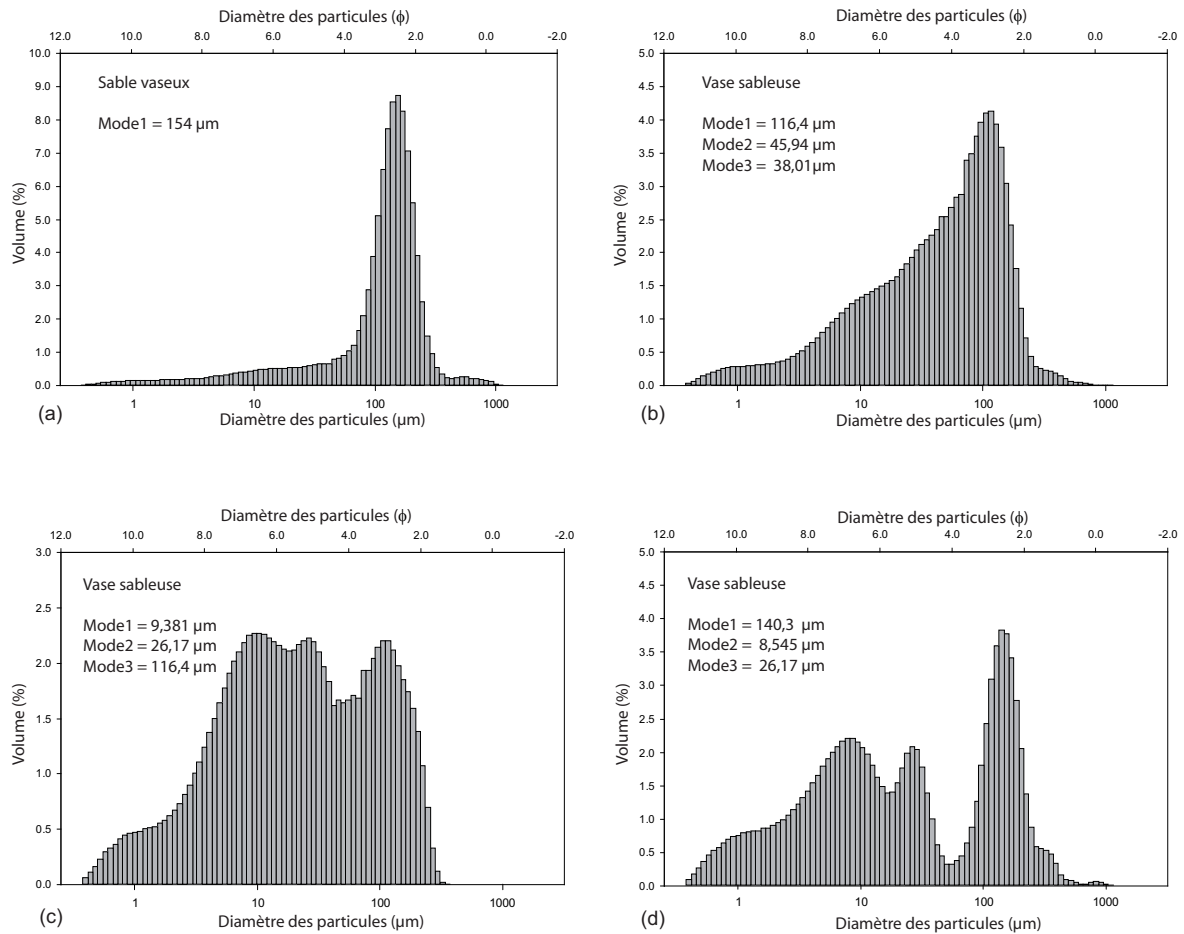 Diamètre des particules (ϕ)
12.0 10.0 8.0 6.0 4.0 2.0 0.0 -2.0
10.0
9.0
8.0
7.0
6.0
5.0
4.0
3.0
2.0
1.0
0.0
Volume (%)
Sable vaseux
Mode1 = 154 µm
1 10 100 1000
(a)
Diamètre des particules (µm)
Diamètre des particules (ϕ)
12.0 10.0 8.0 6.0 4.0 2.0 0.0 -2.0
5.0
4.5
4.0
3.5
3.0
2.5
2.0
1.5
1.0
0.5
0.0
Volume (%)
Vase sableuse
Mode1 = 116,4 µm
Mode2 = 45,94 µm
Mode3 = 38,01µm
1 10 100 1000
(b)
Diamètre des particules (µm)
Diamètre des particules (ϕ)
12.0 10.0 8.0 6.0 4.0 2.0 0.0 -2.0
3.0
2.5
2.0
1.5
1.0
0.5
0.0
Volume (%)
Vase sableuse
Mode1 = 9,381 µm
Mode2 = 26,17 µm
Mode3 = 116,4 µm
1 10 100 1000
(c)
Diamètre des particules (µm)
Diamètre des particules (ϕ)
12.0 10.0 8.0 6.0 4.0 2.0 0.0 -2.0
5.0
4.5
4.0
3.5
3.0
2.5
2.0
1.5
1.0
0.5
0.0
Volume (%)
Vase sableuse
Mode1 = 140,3 µm
Mode2 = 8,545 µm
Mode3 = 26,17 µm
1 10 100 1000
(d)
Diamètre des particules (µm)